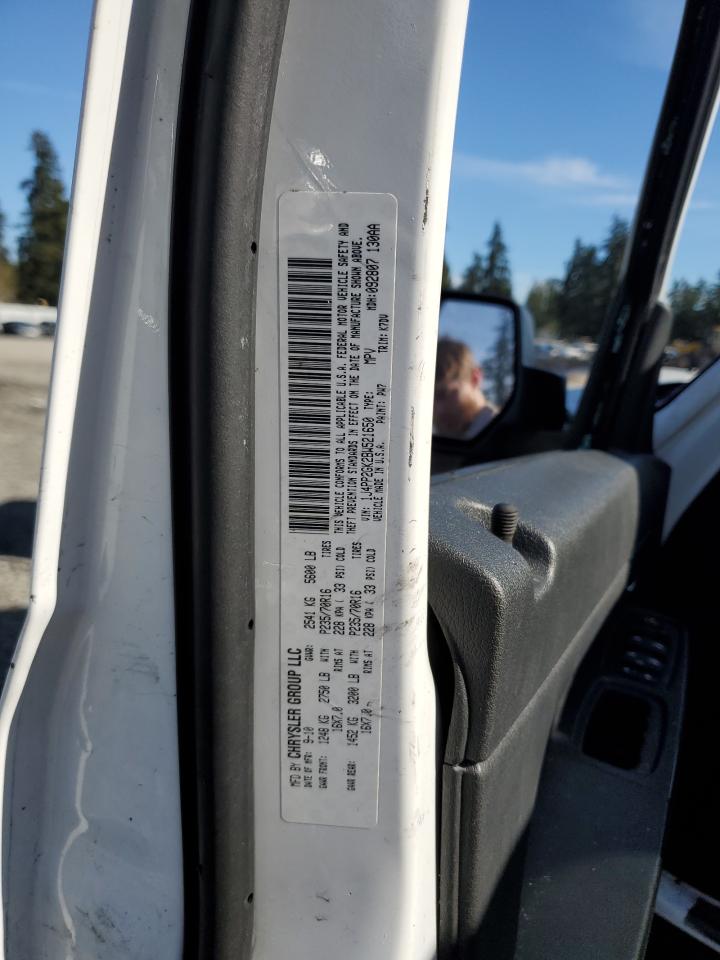 MFD BY CHRYSLER GROUP LLC
DATE OF MFR: 9-10 GVWR: 2541 KG 5600 LB
GAWR FRONT: 1248 KG 2750 LB WITH P235/70R16 TIRES
16X7.0 RIMS AT 228 KPA ( 33 PSI) COLD
GAWR REAR: 1452 KG 3200 LB WITH P235/70R16 TIRES
16X7.0 RIMS AT 228 KPA ( 33 PSI) COLD
THIS VEHICLE CONFORMS TO ALL APPLICABLE U.S.A. FEDERAL MOTOR VEHICLE SAFETY AND
THEFT PREVENTION STANDARDS IN EFFECT ON THE DATE OF MANUFACTURE SHOWN ABOVE.
VIN: 1J4PP2GK2BW521650 TYPE: MPV MDH: 092807 130AA
VEHICLE MADE IN U.S.A. PAINT: PW7 TRIM: K7DV